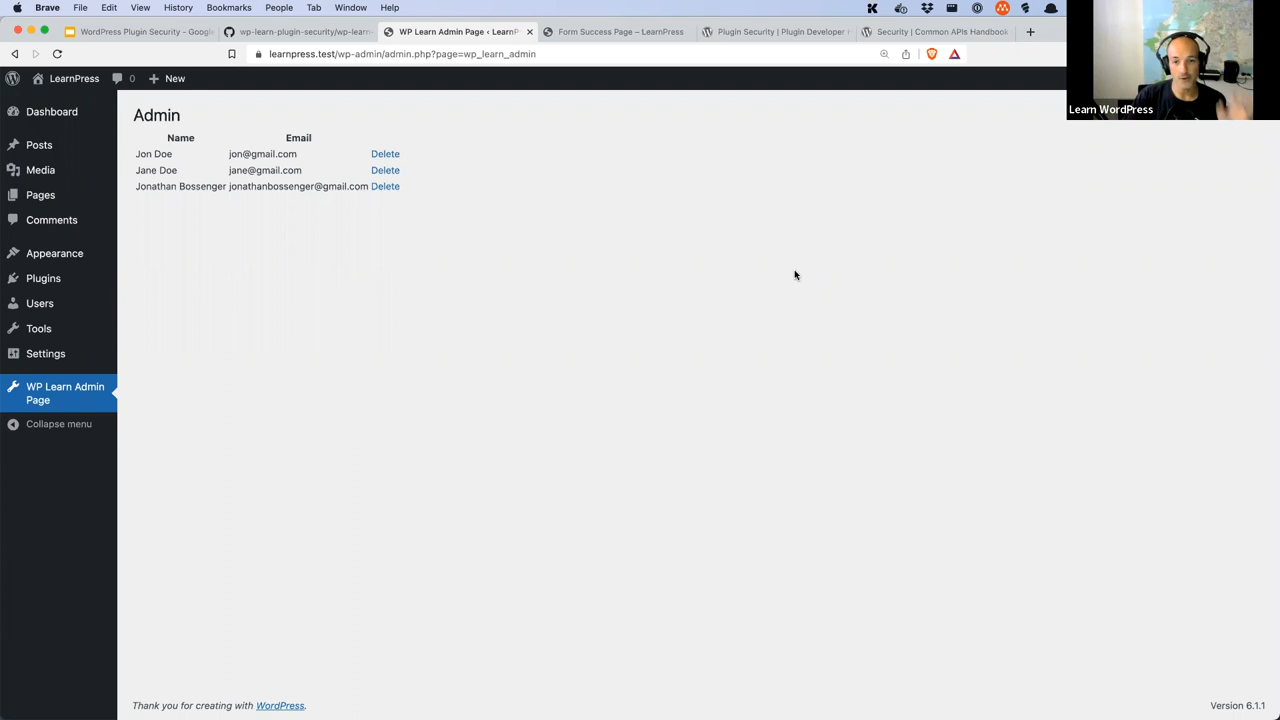 Brave File Edit View History Bookmarks People Tab Window Help
WordPress Plugin Security - Google
wp-learn-plugin-security/wp-learn-
WP Learn Admin Page ‹ LearnP
Form Success Page – LearnPress
Plugin Security | Plugin Developer
Security | Common APIs Handbook
learnpress.test/wp-admin/admin.php?page=wp_learn_admin
LearnPress 0 New
Learn WordPress
Dashboard
Posts
Media
Pages
Comments
Appearance
Plugins
Users
Tools
Settings
WP Learn Admin
Page
Collapse menu
Admin
Name Email
Jon Doe jon@gmail.com Delete
Jane Doe jane@gmail.com Delete
Jonathan Bossenger jonathanbossenger@gmail.com Delete
Thank you for creating with WordPress.
Version 6.1.1